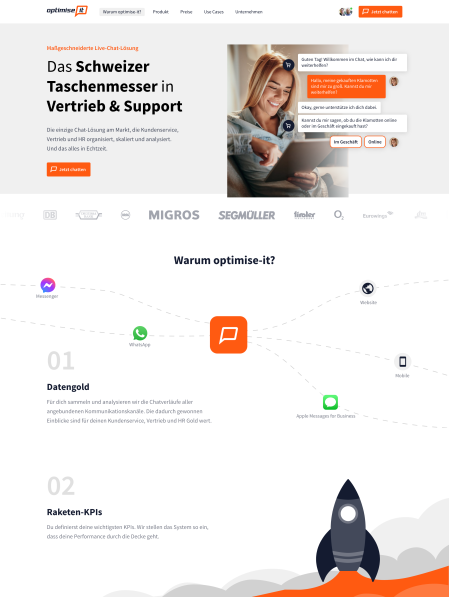 optimise it
Warum optimise-it?
Produkt
Preise
Use Cases
Unternehmen
Jetzt chatten
Maßgeschneiderte Live-Chat-Lösung
Das Schweizer
Taschenmesser in
Vertrieb & Support
Die einzige Chat-Lösung am Markt, die Kundenservice,
Vertrieb und HR organisiert, skaliert und analysiert.
Und das alles in Echtzeit.
Jetzt chatten
Guten Tag! Willkommen im Chat, wie kann ich dir
weiterhelfen?
Hallo, meine gekauften Klamotten
sind mir zu groß. Kannst du mir
weiterhelfen?
Okay, gerne unterstütze ich dich dabei.
Kannst du mir sagen, ob du die Klamotten online
oder im Geschäft eingekauft hast?
Im Geschäft
Online
DB
MIGROS
SEGMÜLLER
tiroler
O2
Eurowings
Warum optimise-it?
Messenger
Website
WhatsApp
Mobile
Apple Messages for Business
01
Datengold
Für dich sammeln und analysieren wir die Chatverläufe aller
angebundenen Kommunikationskanäle. Die dadurch gewonnen
Einblicke sind für deinen Kundenservice, Vertrieb und HR Gold wert.
02
Raketen-KPIs
Du definierst deine wichtigsten KPIs. Wir stellen das System so ein,
dass deine Performance durch die Decke geht.